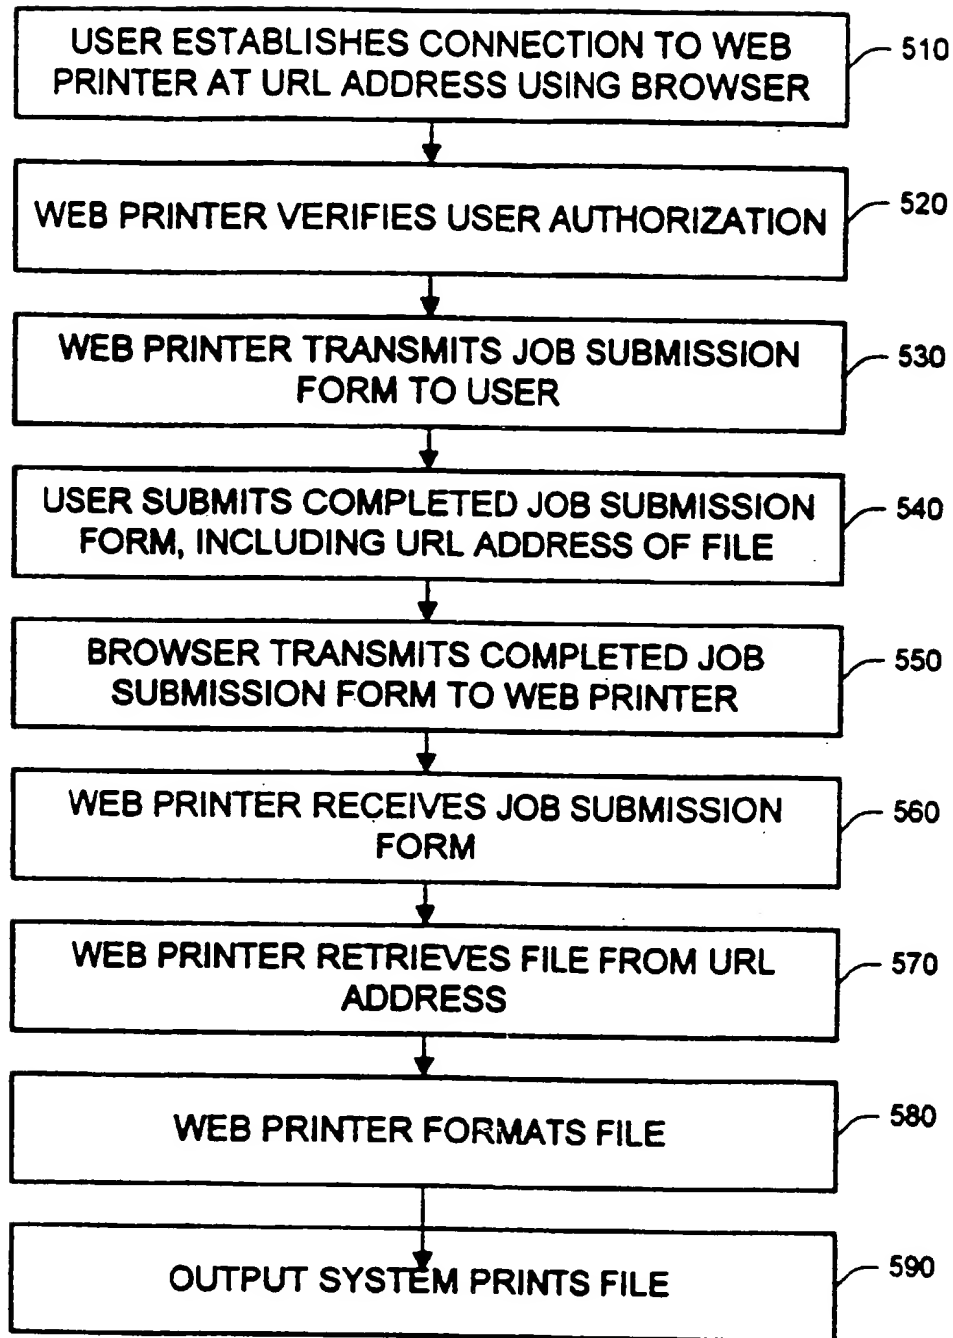 USER ESTABLISHES CONNECTION TO WEB
PRINTER AT URL ADDRESS USING BROWSER
510
WEB PRINTER VERIFIES USER AUTHORIZATION
520
WEB PRINTER TRANSMITS JOB SUBMISSION
FORM TO USER
530
USER SUBMITS COMPLETED JOB SUBMISSION
FORM, INCLUDING URL ADDRESS OF FILE
540
BROWSER TRANSMITS COMPLETED JOB
SUBMISSION FORM TO WEB PRINTER
550
WEB PRINTER RECEIVES JOB SUBMISSION
FORM
560
WEB PRINTER RETRIEVES FILE FROM URL
ADDRESS
570
WEB PRINTER FORMATS FILE
580
OUTPUT SYSTEM PRINTS FILE
590